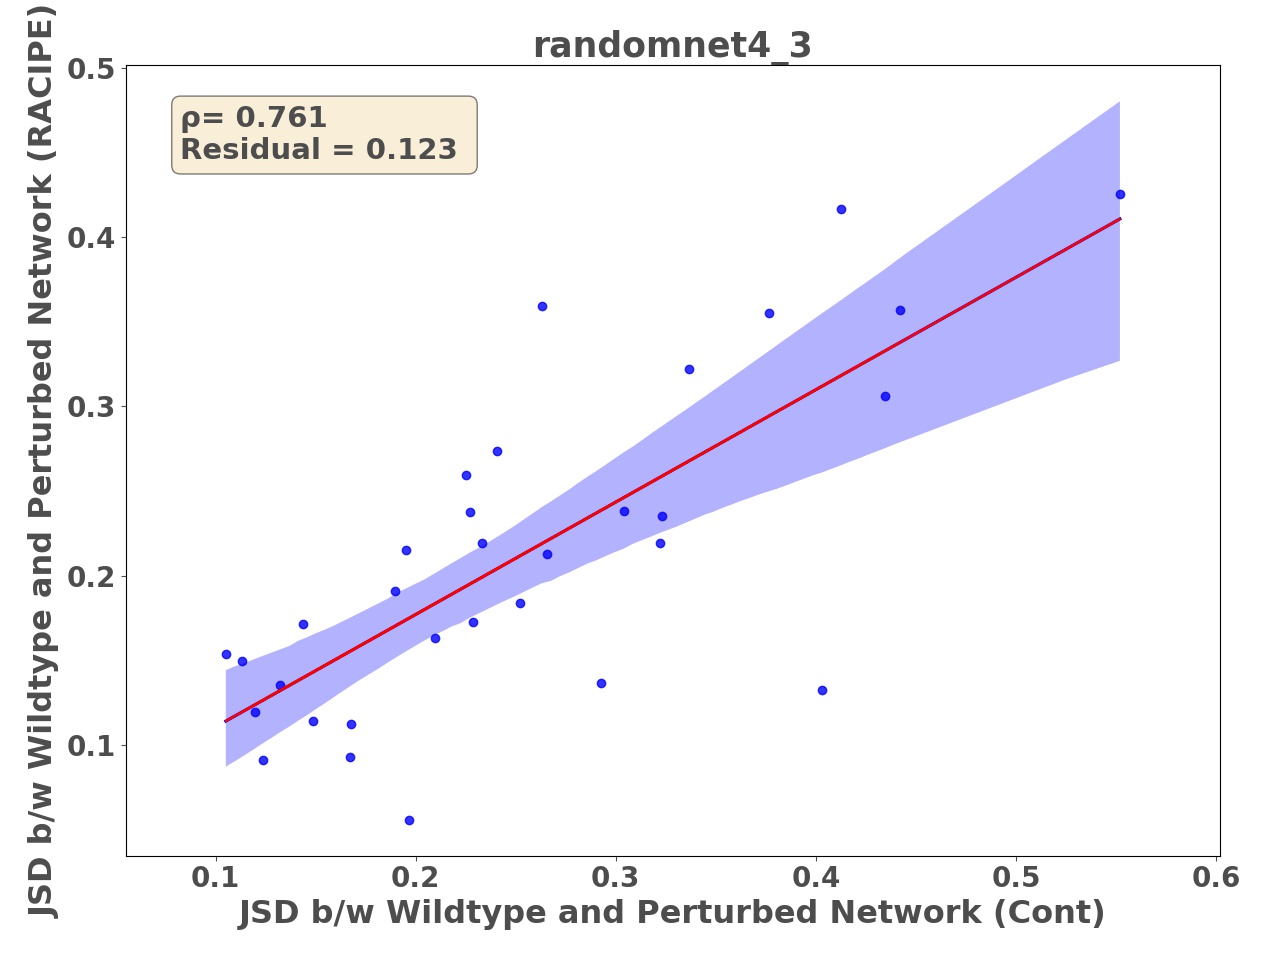 randomnet4_3
ρ= 0.761
Residual = 0.123
JSD b/w Wildtype and Perturbed Network (RACIPE)
0.5
0.4
0.3
0.2
0.1
0.1 0.2 0.3 0.4 0.5 0.6
JSD b/w Wildtype and Perturbed Network (Cont)